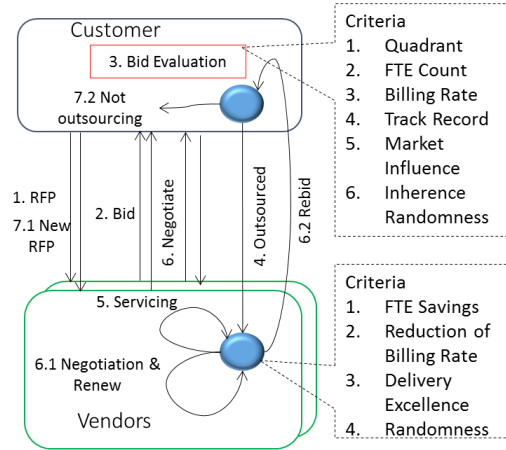 Customer
3. Bid Evaluation
7.2 Not
outsourcing
1. RFP
7.1 New
RFP
2. Bid
6. Negotiate
4. Outsourced
6.2 Rebid
5. Servicing
6.1 Negotiation &
Renew
Vendors
Criteria
1. Quadrant
2. FTE Count
3. Billing Rate
4. Track Record
5. Market
Influence
6. Inherence
Randomness
Criteria
1. FTE Savings
2. Reduction of
Billing Rate
3. Delivery
Excellence
4. Randomness